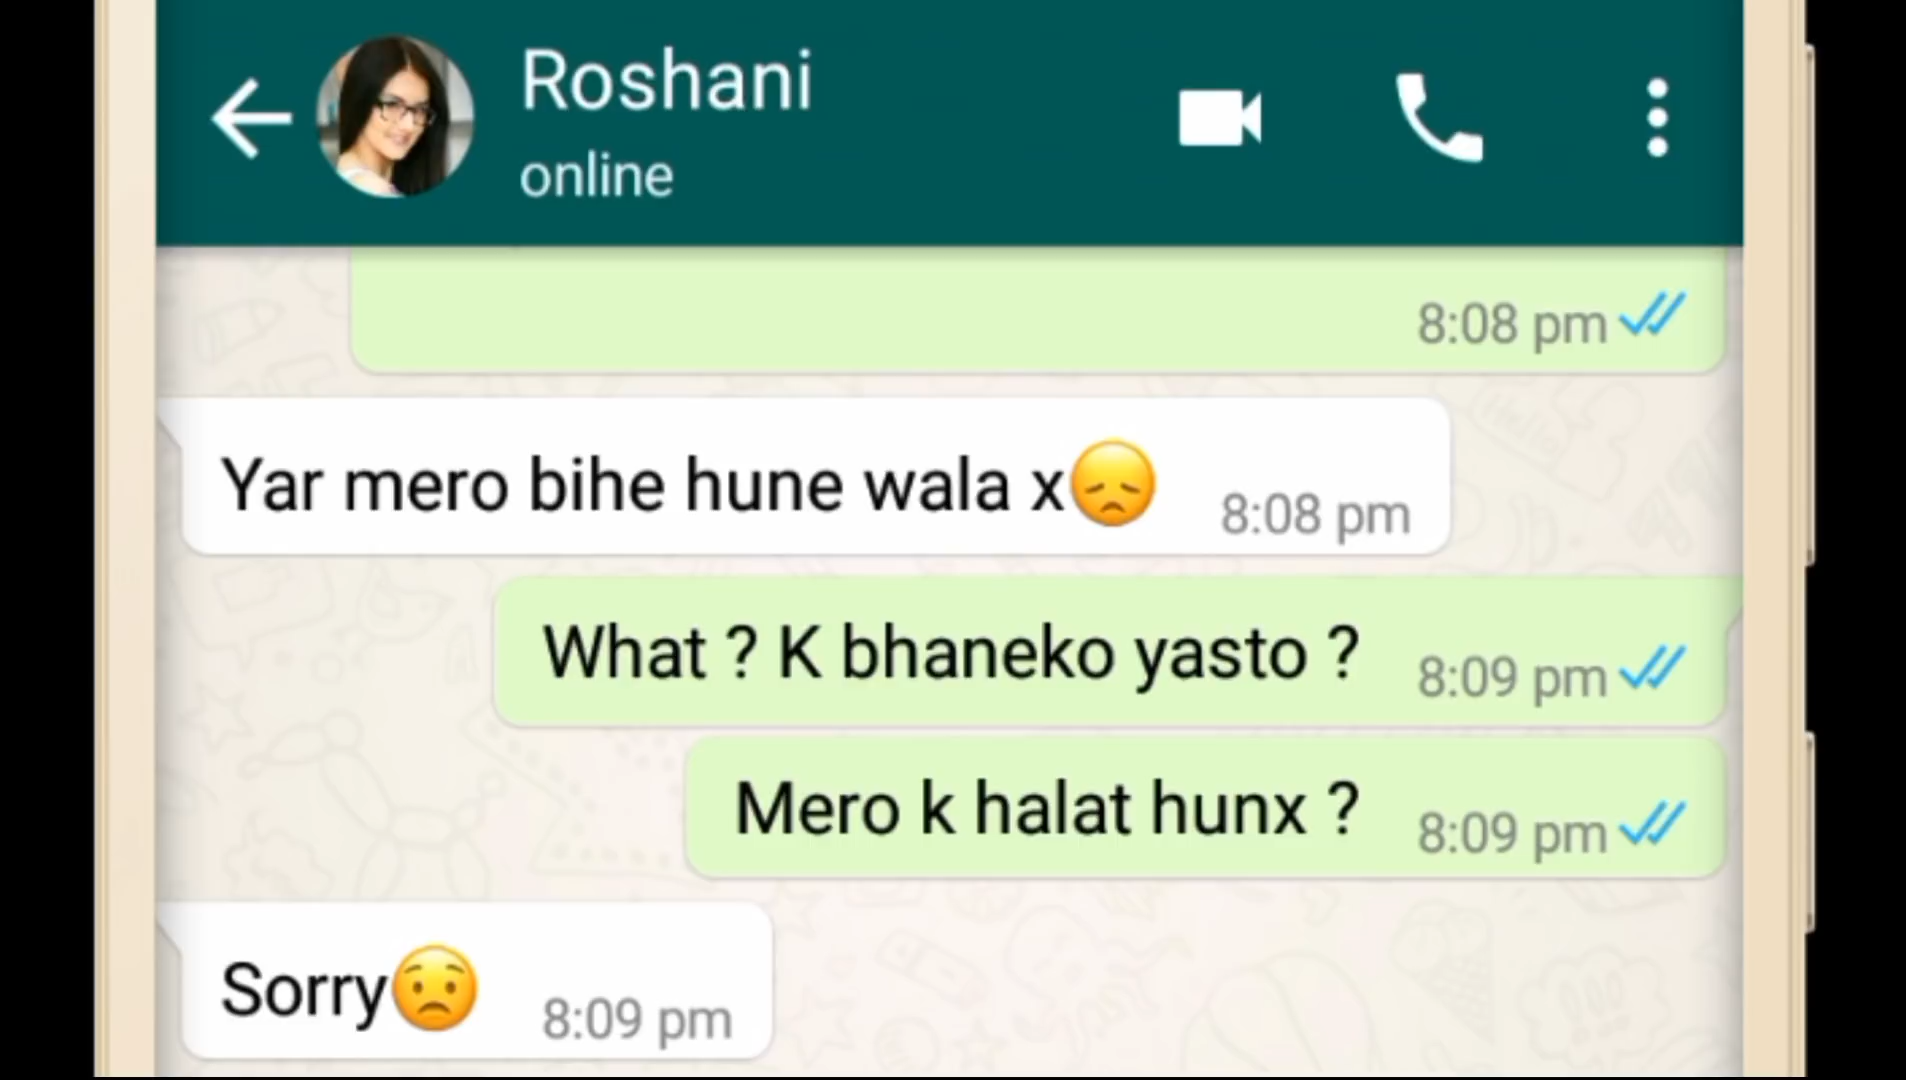 Roshani
online
8:08 pm
Yar mero bihe hune wala x😞 8:08 pm
What ? K bhaneko yasto ? 8:09 pm
Mero k halat hunx ? 8:09 pm
Sorry😟 8:09 pm